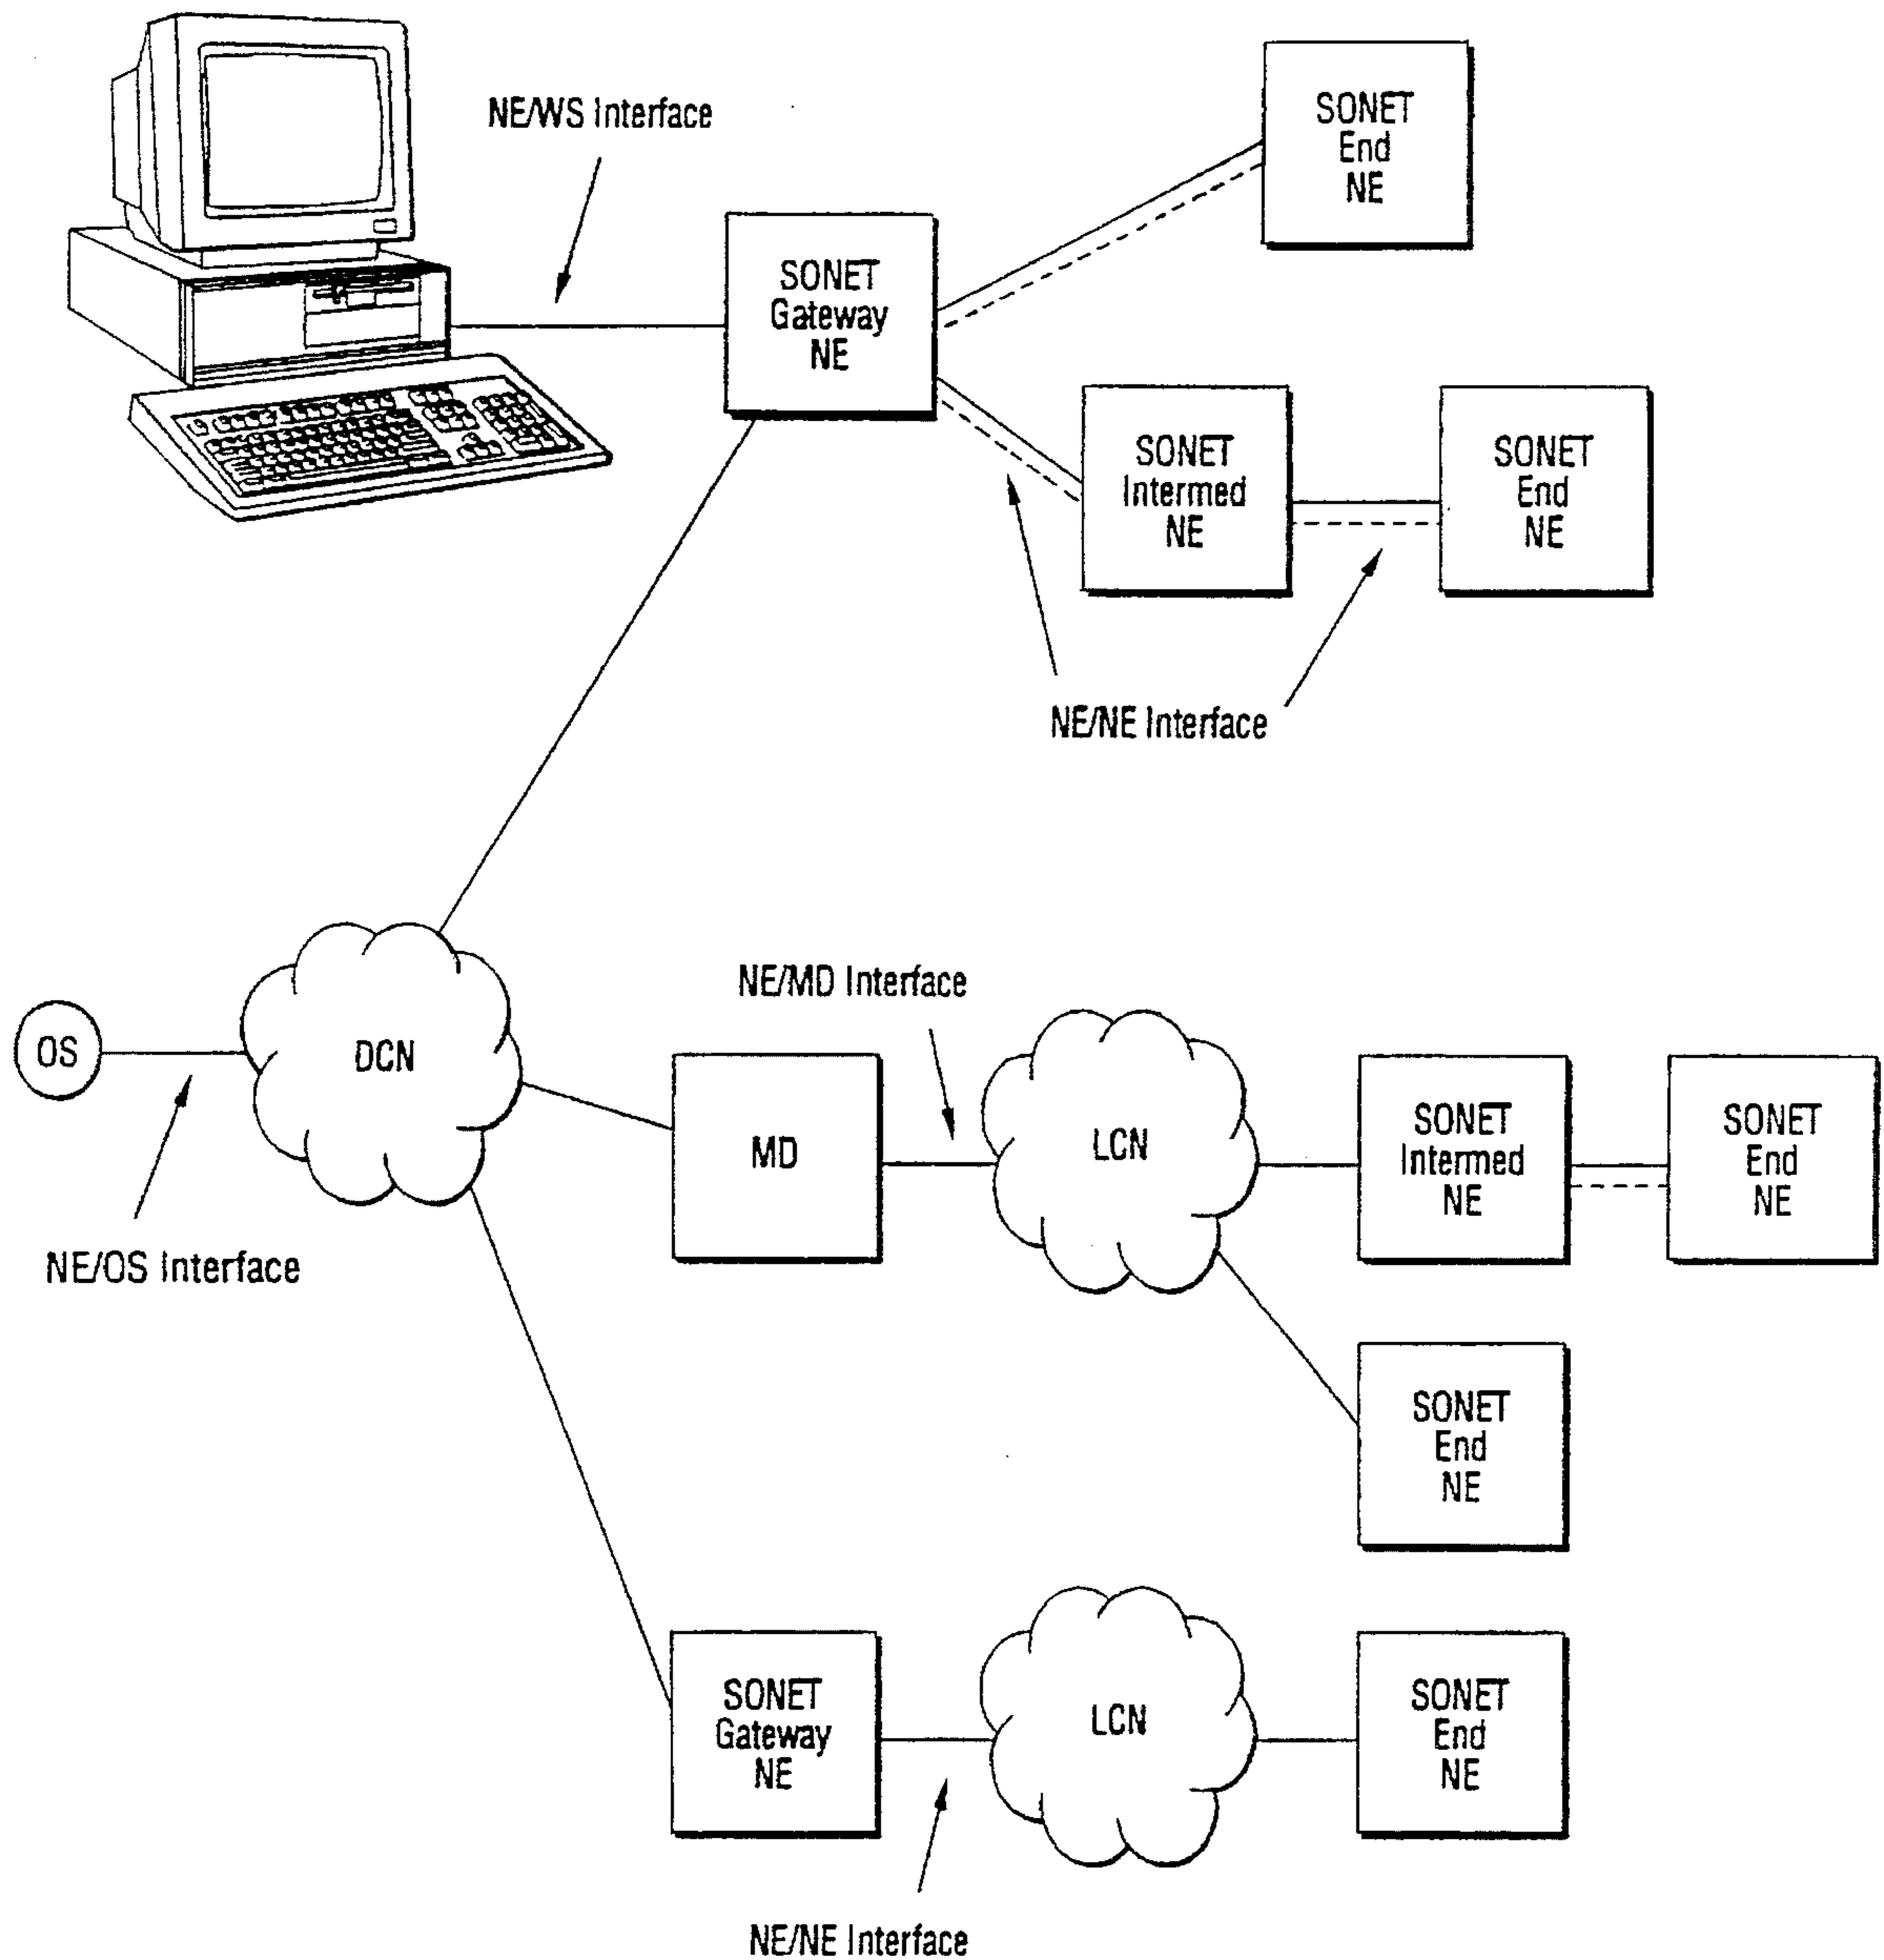 NE/WS Interface
SONET
End
NE
SONET
Gateway
NE
SONET
Intermed
NE
SONET
End
NE
NE/NE Interface
NE/MD Interface
OS
DCN
MD
LCN
SONET
Intermed
NE
SONET
End
NE
NE/OS Interface
SONET
End
NE
SONET
Gateway
NE
LCN
SONET
End
NE
NE/NE Interface